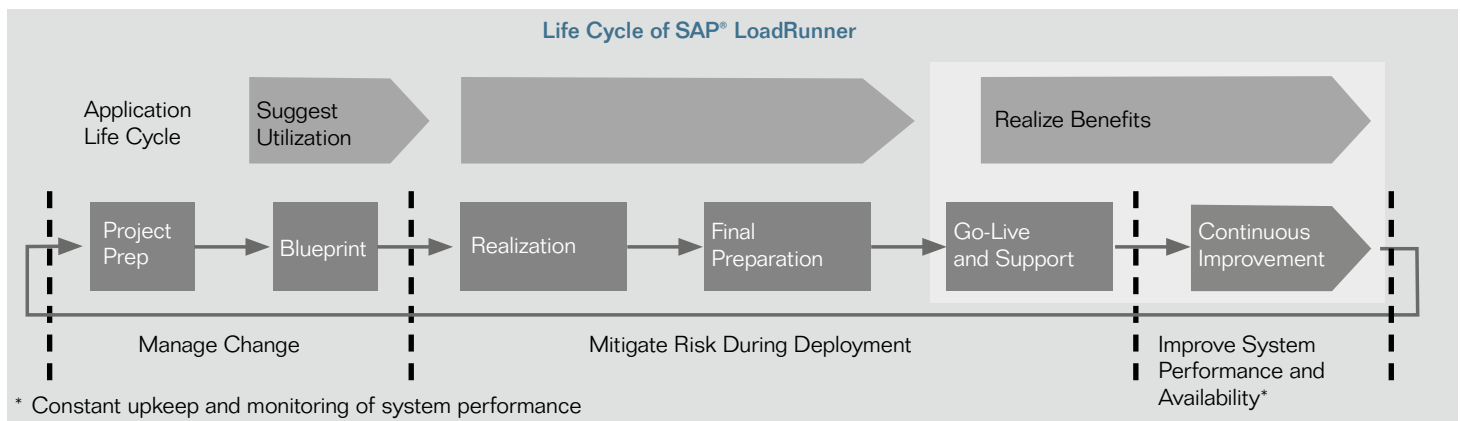 Life Cycle of SAP® LoadRunner
Application
Life Cycle
Suggest
Utilization
Realize Benefits
Project
Prep
Blueprint
Realization
Final
Preparation
Go-Live
and Support
Continuous
Improvement
Manage Change
Mitigate Risk During Deployment
Improve System
Performance and
Availability*
* Constant upkeep and monitoring of system performance